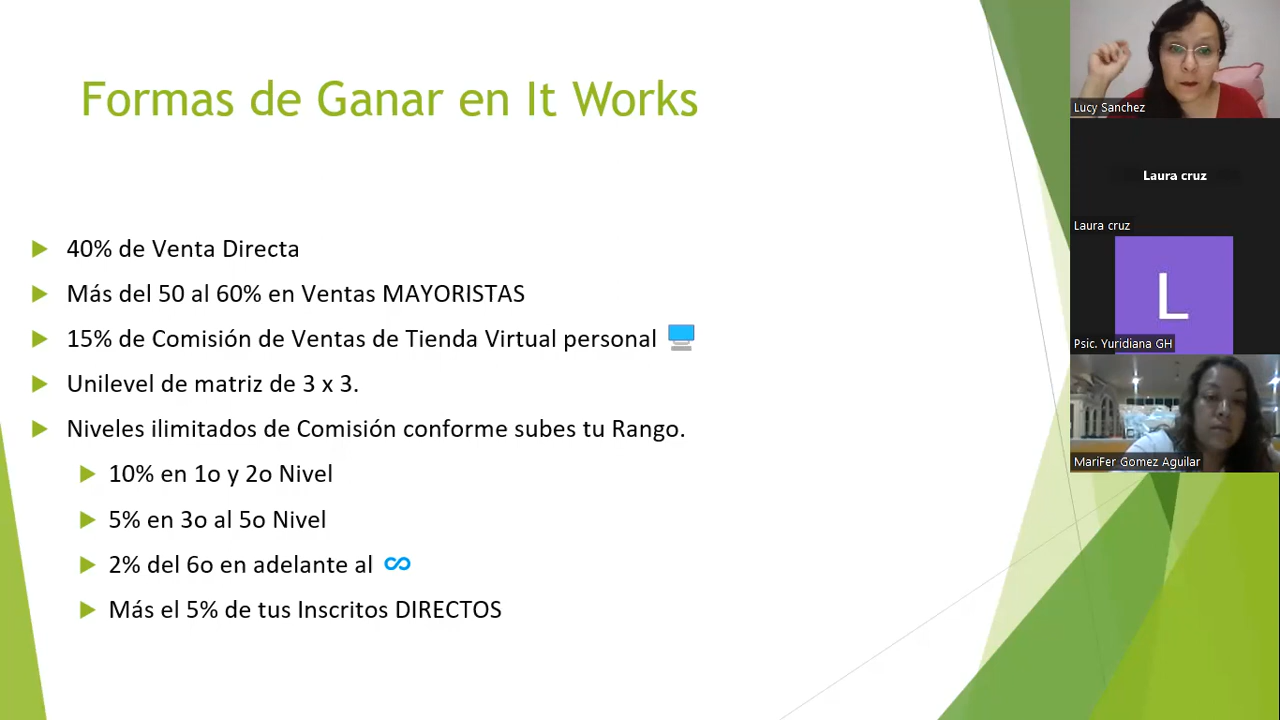 Formas de Ganar en It Works
40% de Venta Directa
Más del 50 al 60% en Ventas MAYORISTAS
15% de Comisión de Ventas de Tienda Virtual personal
Unilevel de matriz de 3 x 3.
Niveles ilimitados de Comisión conforme subes tu Rango.
10% en 1o y 2o Nivel
5% en 3o al 5o Nivel
2% del 6o en adelante al ∞
Más el 5% de tus Inscritos DIRECTOS
Lucy Sanchez
Laura cruz
Laura cruz
L
Psic. Yuridiana GH
MariFer Gomez Aguilar